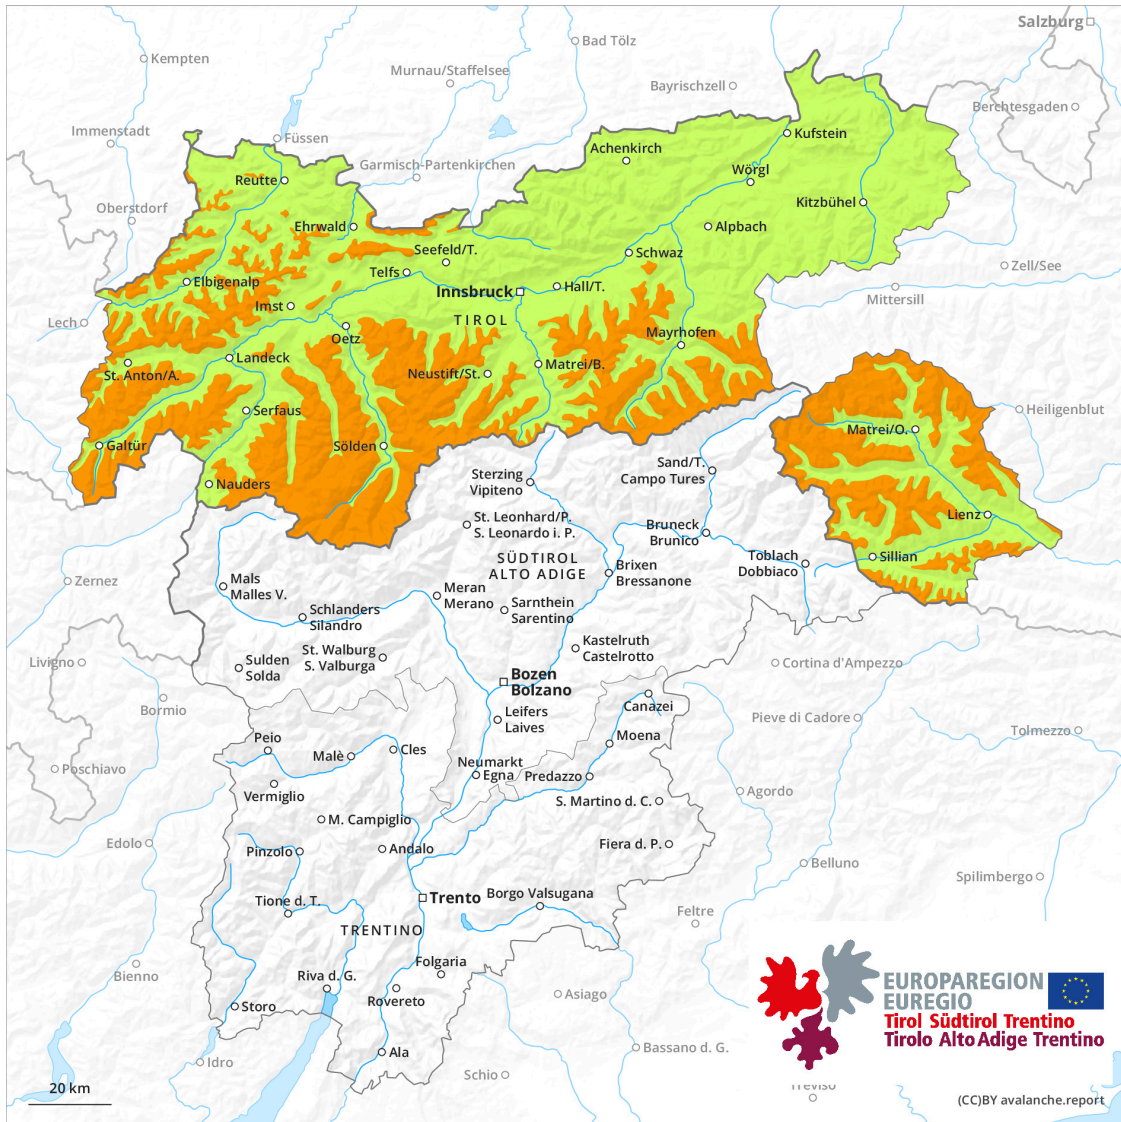 Salzburg
Bad Tölz
Kempten
Murnau/Staffelsee
Bayrischzell
Berchtesgaden
Immenstadt
Füssen
Kufstein
Achenkirch
Garmisch-Partenkirchen
Wörgl
Reutte
Kitzbühel
Oberstdorf
Ehrwald
Alpbach
Seefeld/T.
Schwaz
Zell/See
Telfs
Elbigenalp
Hall/T.
Innsbruck
Mittersill
Imst
TIROL
Lech
Oetz
Mayrhofen
Landeck
Matrei/B.
St. Anton/A.
Neustift/St.
Serfaus
Heiligenblut
Matrei/O.
Galtür
Sölden
Sand/T.
Campo Tures
Sterzing
Vipiteno
Nauders
Lienz
St. Leonhard/P.
S. Leonardo i. P.
Bruneck
Brunico
SÜDTIROL
ALTO ADIGE
Toblach
Dobbiaco
Sillian
Brixen
Bressanone
Zernez
Mals
Malles V.
Meran
Merano
Sarnthein
Sarentino
Schlanders
Silandro
Kastelruth
Castelrotto
St. Walburg
S. Valburga
Livigno
Sulden
Solda
Cortina d'Ampezzo
Bozen
Bolzano
Bormio
Canazei
Leifers
Laives
Pieve di Cadore
Tolmezzo
Moena
Peio
Malè
Cles
Neumarkt
Egna
Predazzo
Poschiavo
Vermiglio
Agordo
S. Martino d. C.
M. Campiglio
Edolo
Pinzolo
Andalo
Fiera d. P.
Belluno
Spilimbergo
Trento
Borgo Valsugana
Tione d. T.
Feltre
TRENTINO
Folgaria
Bienno
Riva d. G.
Rovereto
Asiago
Storo
EUROPAREGION
EUREGIO
Tirol Südtirol Trentino
Tirolo Alto Adige Trentino
Ala
Bassano d. G.
Idro
Schio
Treviso
20 km
(CC)BY avalanche.report